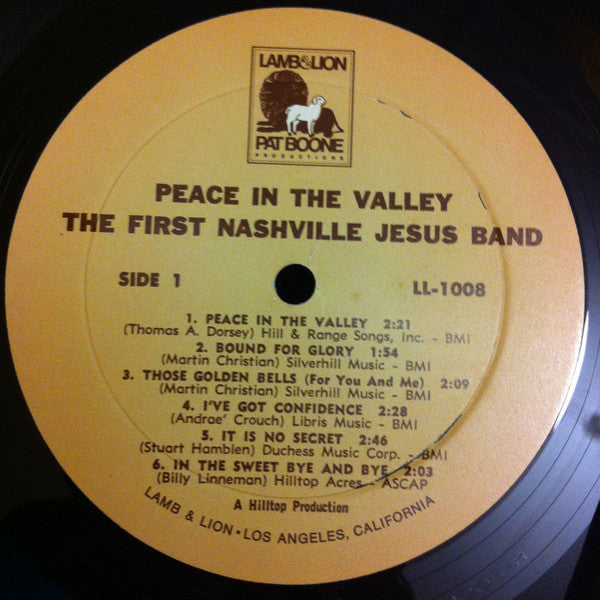 LAMB&LION
PAT BOONE
PRODUCTIONS
PEACE IN THE VALLEY
THE FIRST NASHVILLE JESUS BAND
SIDE 1
LL-1008
1. PEACE IN THE VALLEY 2:21
(Thomas A. Dorsey) Hill & Range Songs, Inc. - BMI
2. BOUND FOR GLORY 1:54
(Martin Christian) Silverhill Music - BMI
3. THOSE GOLDEN BELLS (For You And Me) 2:09
(Martin Christian) Silverhill Music - BMI
4. I'VE GOT CONFIDENCE 2:28
(Andrae' Crouch) Libris Music - BMI
5. IT IS NO SECRET 2:46
(Stuart Hamblen) Duchess Music Corp. - BMI
6. IN THE SWEET BYE AND BYE 2:03
(Billy Linneman) Hilltop Acres - ASCAP
A Hilltop Production
LAMB & LION • LOS ANGELES, CALIFORNIA